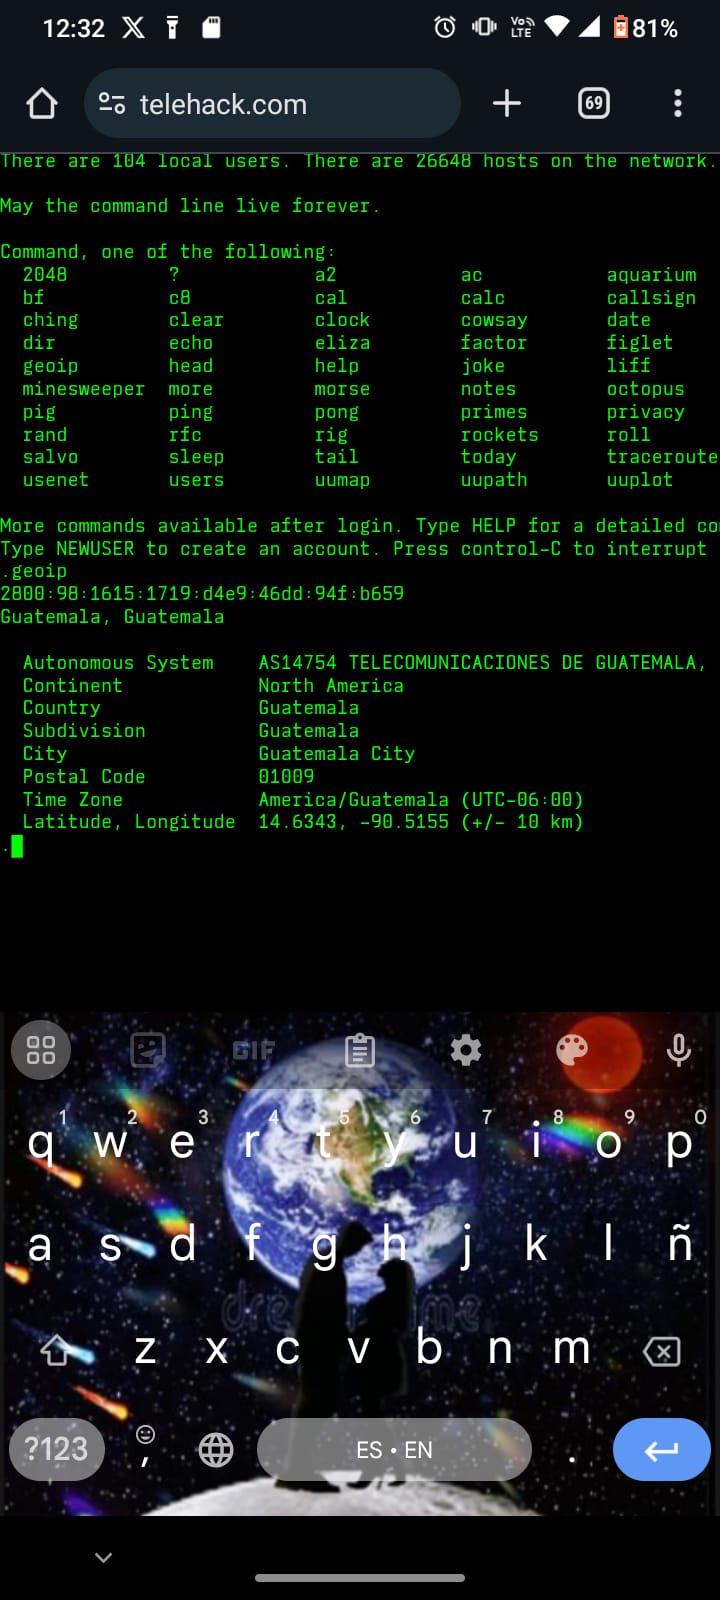 12:32 Vo) LTE 81%
telehack.com 69
There are 104 local users. There are 26648 hosts on the network.
May the command line live forever.
Command, one of the following:
2048 ? a2 ac aquarium
bf c8 cal calc callsign
ching clear clock cowsay date
dir echo eliza factor figlet
geoip head help joke liff
minesweeper more morse notes octopus
pig ping pong primes privacy
rand rfc rig rockets roll
salvo sleep tail today traceroute
usenet users uumap uupath uuplot
More commands available after login. Type HELP for a detailed co
Type NEWUSER to create an account. Press control-C to interrupt
.geoip
2800:98:1615:1719:d4e9:46dd:94f:b659
Guatemala, Guatemala
Autonomous System AS14754 TELECOMUNICACIONES DE GUATEMALA,
Continent North America
Country Guatemala
Subdivision Guatemala
City Guatemala City
Postal Code 01009
Time Zone America/Guatemala (UTC-06:00)
Latitude, Longitude 14.6343, -90.5155 (+/- 10 km)
.
GIF
1 2 3 4 5 6 7 8 9 0
q w e r t y u i o p
a s d f g h j k l ñ
z x c v b n m
?123 , ES • EN .